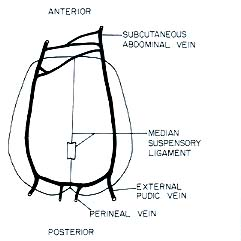 ANTERIOR
SUBCUTANEOUS
ABDOMINAL VEIN
MEDIAN
SUSPENSORY
LIGAMENT
EXTERNAL
PUDIC VEIN
PERINEAL VEIN
POSTERIOR